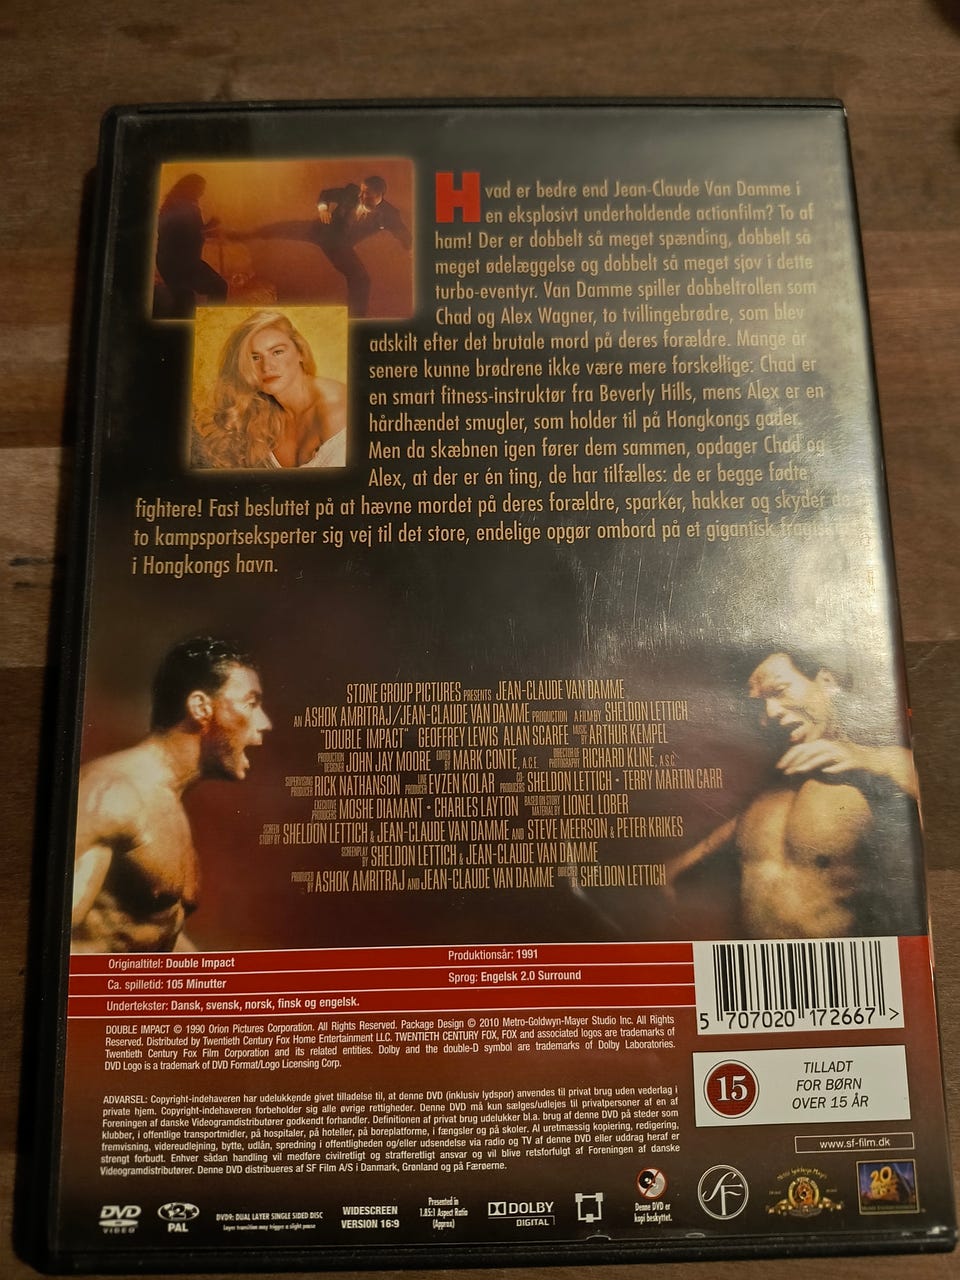 Hvad er bedre end Jean-Claude Van Damme i
en eksplosivt underholdende actionfilm? To af
ham! Der er dobbelt så meget spænding, dobbelt så
meget ødelæggelse og dobbelt så meget sjov i dette
turbo-eventyr. Van Damme spiller dobbeltrollen som
Chad og Alex Wagner, to tvillingebrødre, som blev
adskilt efter det brutale mord på deres forældre. Mange år
senere kunne brødrene ikke være mere forskellige: Chad er
en smart fitness-instruktør fra Beverly Hills, mens Alex er en
hårdhændet smugler, som holder til på Hongkongs gader.
Men da skæbnen igen fører dem sammen, opdager Chad og
Alex, at der er én ting, de har tilfælles: de er begge fødte
fightere! Fast besluttet på at hævne mordet på deres forældre, sparker, hakker og skyder de
to kampsportseksperter sig vej til det store, endelige opgør ombord på et gigantisk
i Hongkongs havn.
STONE GROUP PICTURES PRESENTS JEAN-CLAUDE VAN DAMME
AN ASHOK AMRITRAJ/JEAN-CLAUDE VAN DAMME PRODUCTION A FILM BY SHELDON LETTICH
"DOUBLE IMPACT" GEOFFREY LEWIS ALAN SCARFE MUSIC BY ARTHUR KEMPEL
PRODUCTION DESIGNER JOHN JAY MOORE EDITED BY MARK CONTE, A.C.E. DIRECTOR OF PHOTOGRAPHY RICHARD KLINE, A.S.C.
SUPERVISING PRODUCER RICK NATHANSON LINE PRODUCER EVZEN KOLAR CO-PRODUCERS SHELDON LETTICH • TERRY MARTIN CARR
EXECUTIVE PRODUCERS MOSHE DIAMANT • CHARLES LAYTON BASED ON STORY MATERIAL BY LIONEL LOBER
SCREEN STORY BY SHELDON LETTICH & JEAN-CLAUDE VAN DAMME AND STEVE MEERSON & PETER KRIKES
SCREENPLAY BY SHELDON LETTICH & JEAN-CLAUDE VAN DAMME
PRODUCED BY ASHOK AMRITRAJ AND JEAN-CLAUDE VAN DAMME DIRECTED BY SHELDON LETTICH
Originaltitel: Double Impact
Produktionsår: 1991
Ca. spilletid: 105 Minutter
Sprog: Engelsk 2.0 Surround
Undertekster: Dansk, svensk, norsk, finsk og engelsk.
5 707020 172667 >
DOUBLE IMPACT © 1990 Orion Pictures Corporation. All Rights Reserved. Package Design © 2010 Metro-Goldwyn-Mayer Studio Inc. All Rights
Reserved. Distributed by Twentieth Century Fox Home Entertainment LLC. TWENTIETH CENTURY FOX, FOX and associated logos are trademarks of
Twentieth Century Fox Film Corporation and its related entities. Dolby and the double-D symbol are trademarks of Dolby Laboratories.
DVD Logo is a trademark of DVD Format/Logo Licensing Corp.
15
TILLADT
FOR BØRN
OVER 15 ÅR
ADVARSEL: Copyright-indehaveren har udelukkende givet tilladelse til, at denne DVD (inklusiv lydspor) anvendes til privat brug uden vederlag i
private hjem. Copyright-indehaveren forbeholder sig alle øvrige rettigheder. Denne DVD må kun sælges/udlejes til privatpersoner af en af
Foreningen af danske Videogramdistributører godkendt forhandler. Definitionen af privat brug udelukker bl.a. brug af denne DVD på steder som
klubber, i offentlige transportmidler, på hospitaler, på hoteller, på boreplatforme, i fængsler og på skoler. Al uretmæssig kopiering, redigering,
fremvisning, videreudlejning, bytte, udlån, spredning i offentligheden og/eller udsendelse via radio og TV af denne DVD eller uddrag heraf er
strengt forbudt. Enhver sådan handling vil medføre civilretligt og strafferetligt ansvar og vil blive retsforfulgt af Foreningen af danske
Videogramdistributører. Denne DVD distribueres af SF Film A/S i Danmark, Grønland og på Færøerne.
www.sf-film.dk
DVD
VIDEO
2
PAL
DVD9: DUAL LAYER SINGLE SIDED DISC
Layer transition may trigger a slight pause
WIDESCREEN
VERSION 16:9
Presented in
1.85:1 Aspect Ratio
(Approx)
DOLBY
DIGITAL
Denne DVD er
kopi beskyttet.
SF
20